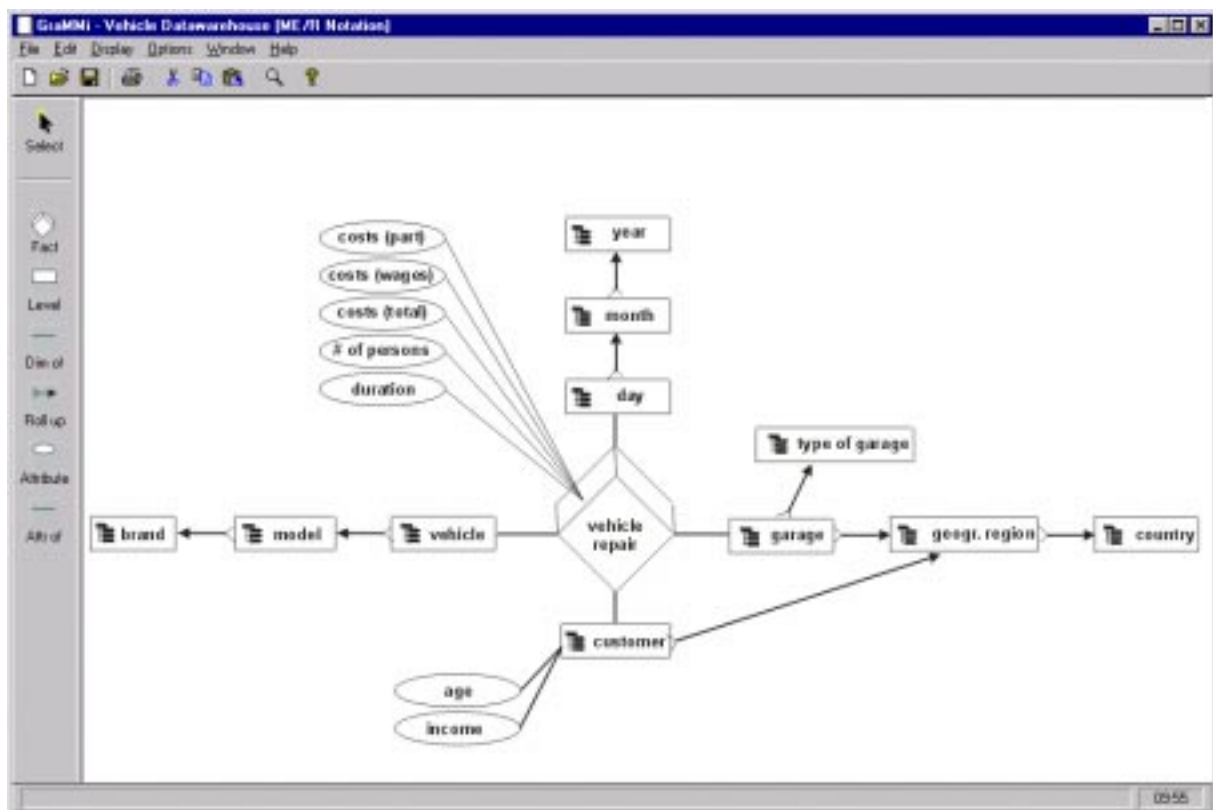 GraMMi - Vehicle Datawarehouse (ME/R Notation)
File Edit Display Options Window Help
Select
Fact
Level
Dim of
Roll up
Attribute
Attr of
costs (part)
costs (wages)
costs (total)
# of persons
duration
year
month
day
type of garage
brand
model
vehicle
vehicle
repair
garage
geogr. region
country
customer
age
income
09:55